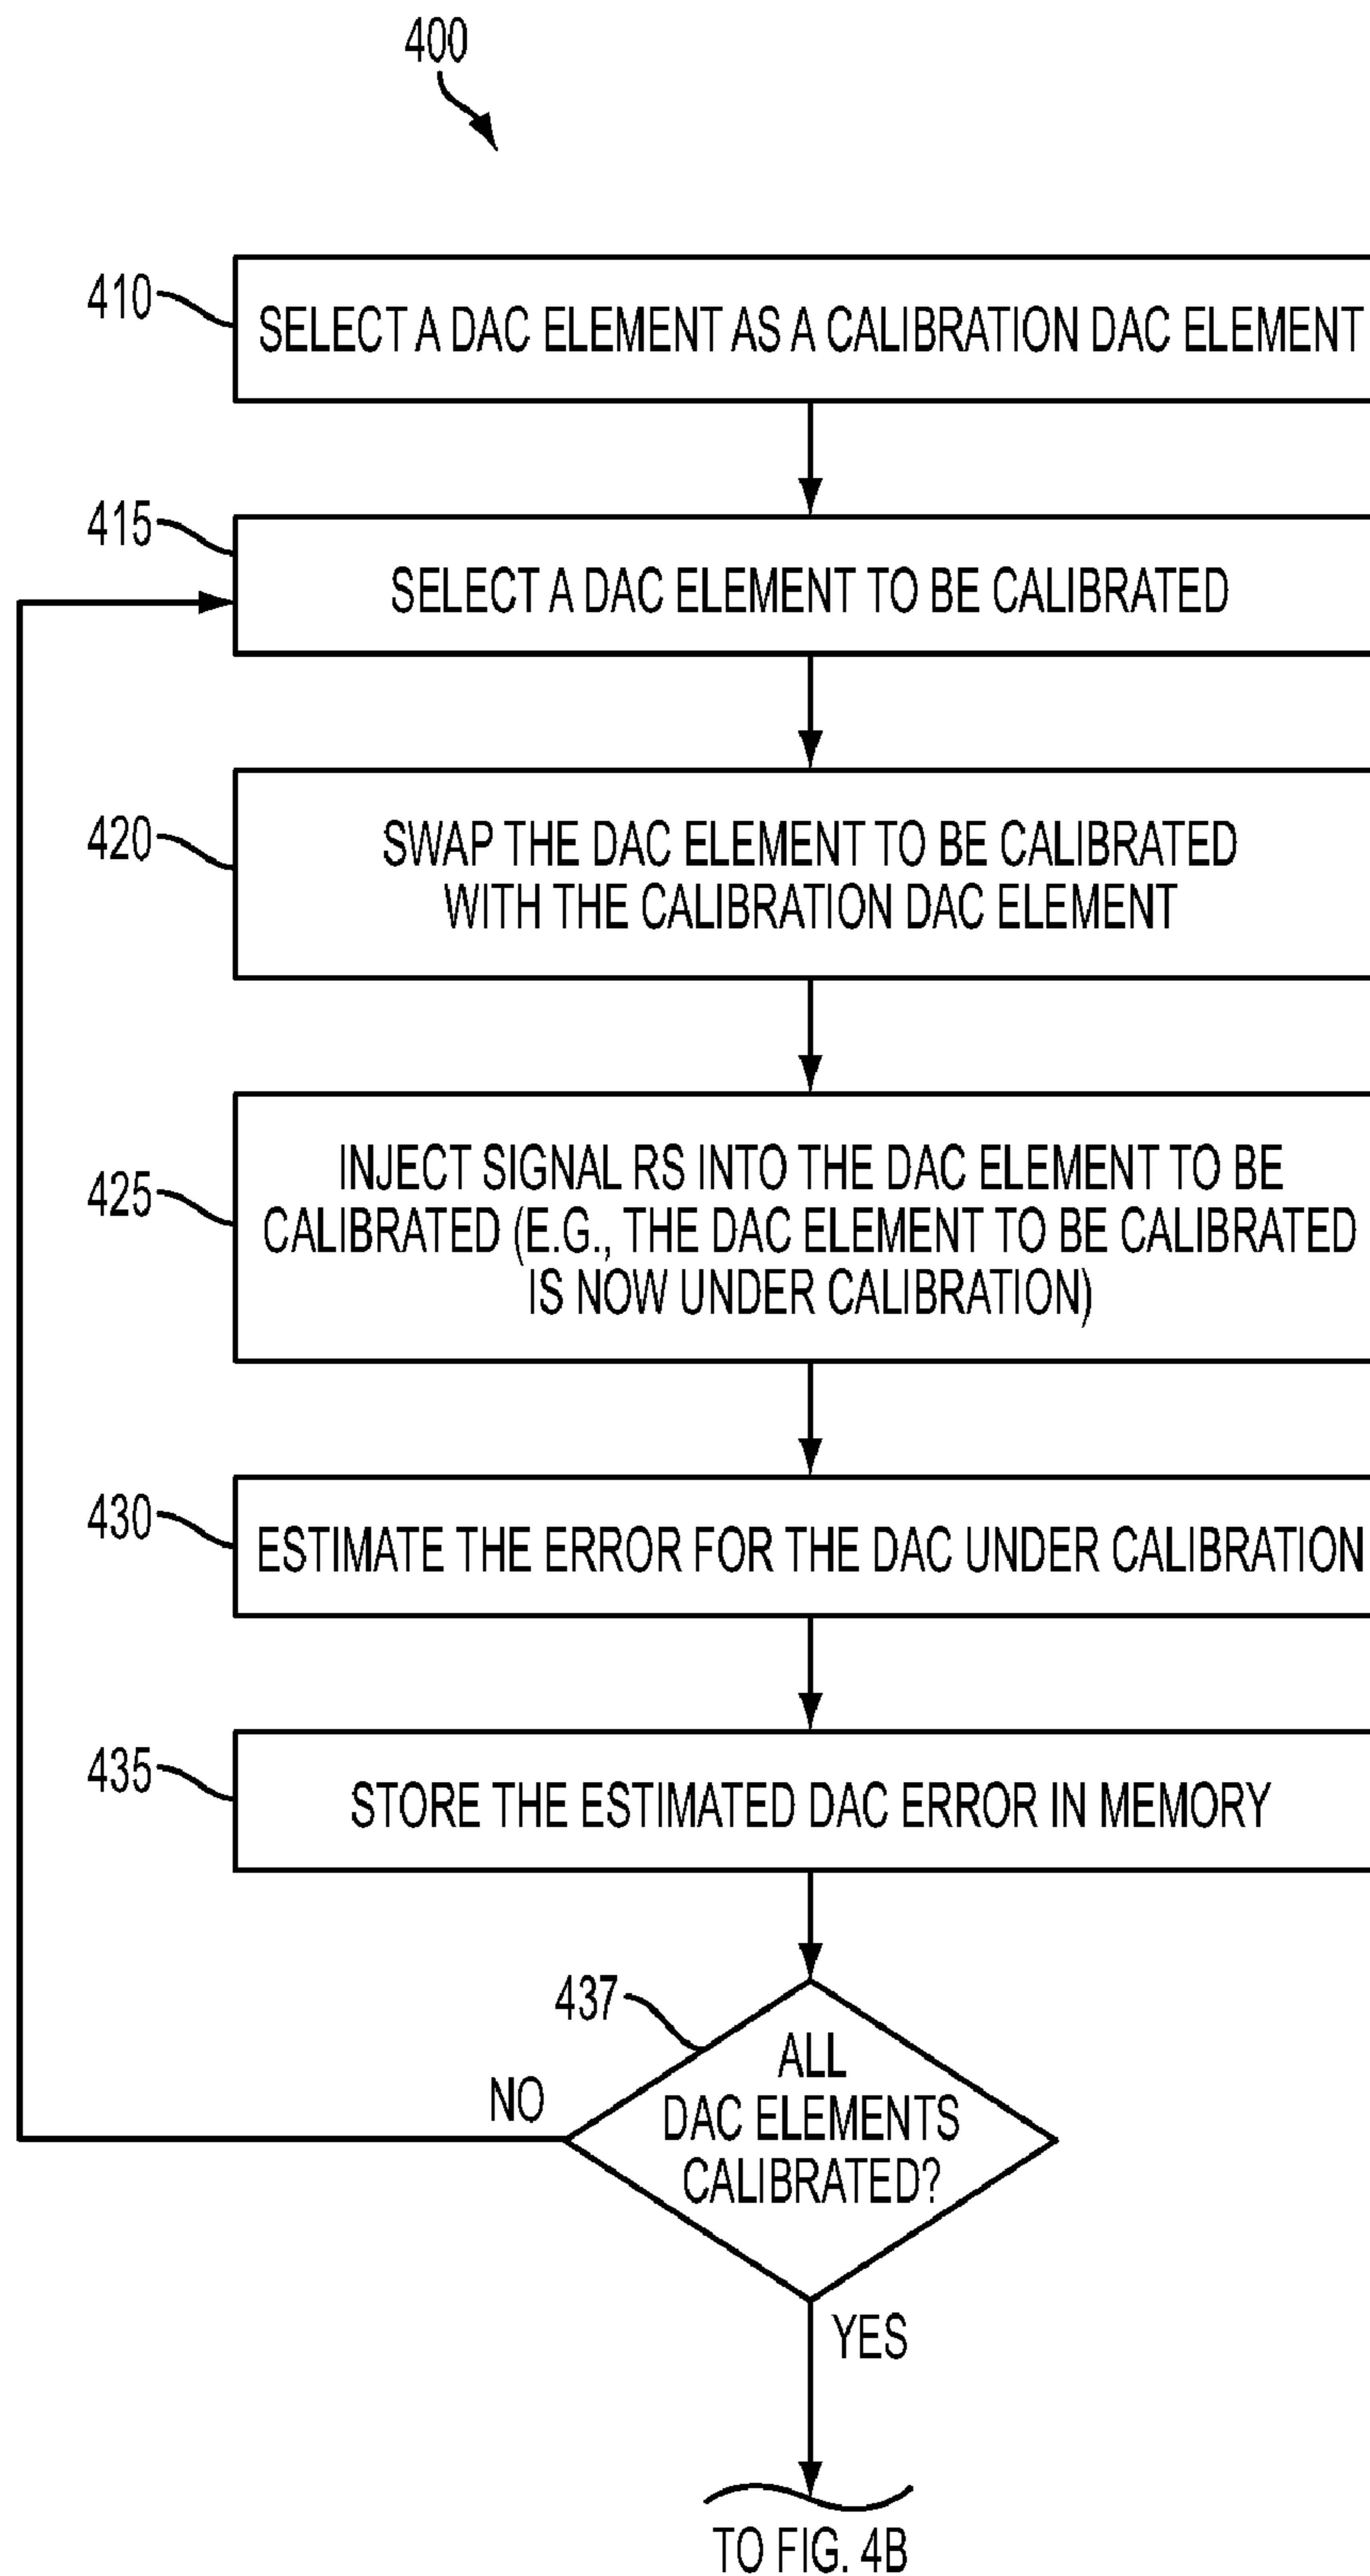 400
410
SELECT A DAC ELEMENT AS A CALIBRATION DAC ELEMENT
415
SELECT A DAC ELEMENT TO BE CALIBRATED
420
SWAP THE DAC ELEMENT TO BE CALIBRATED
WITH THE CALIBRATION DAC ELEMENT
425
INJECT SIGNAL RS INTO THE DAC ELEMENT TO BE
CALIBRATED (E.G., THE DAC ELEMENT TO BE CALIBRATED
IS NOW UNDER CALIBRATION)
430
ESTIMATE THE ERROR FOR THE DAC UNDER CALIBRATION
435
STORE THE ESTIMATED DAC ERROR IN MEMORY
437
ALL
DAC ELEMENTS
CALIBRATED?
NO
YES
TO FIG. 4B